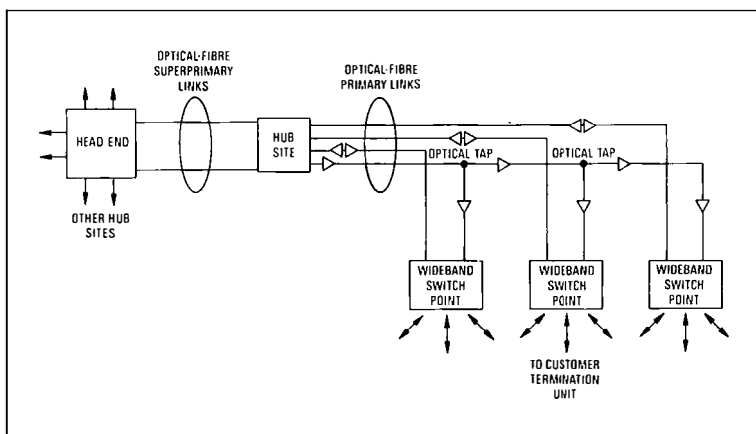 OPTICAL-FIBRE
SUPERPRIMARY
LINKS
OPTICAL-FIBRE
PRIMARY LINKS
HEAD END
HUB
SITE
OPTICAL TAP
OPTICAL TAP
OTHER HUB
SITES
WIDEBAND
SWITCH
POINT
WIDEBAND
SWITCH
POINT
WIDEBAND
SWITCH
POINT
TO CUSTOMER
TERMINATION
UNIT